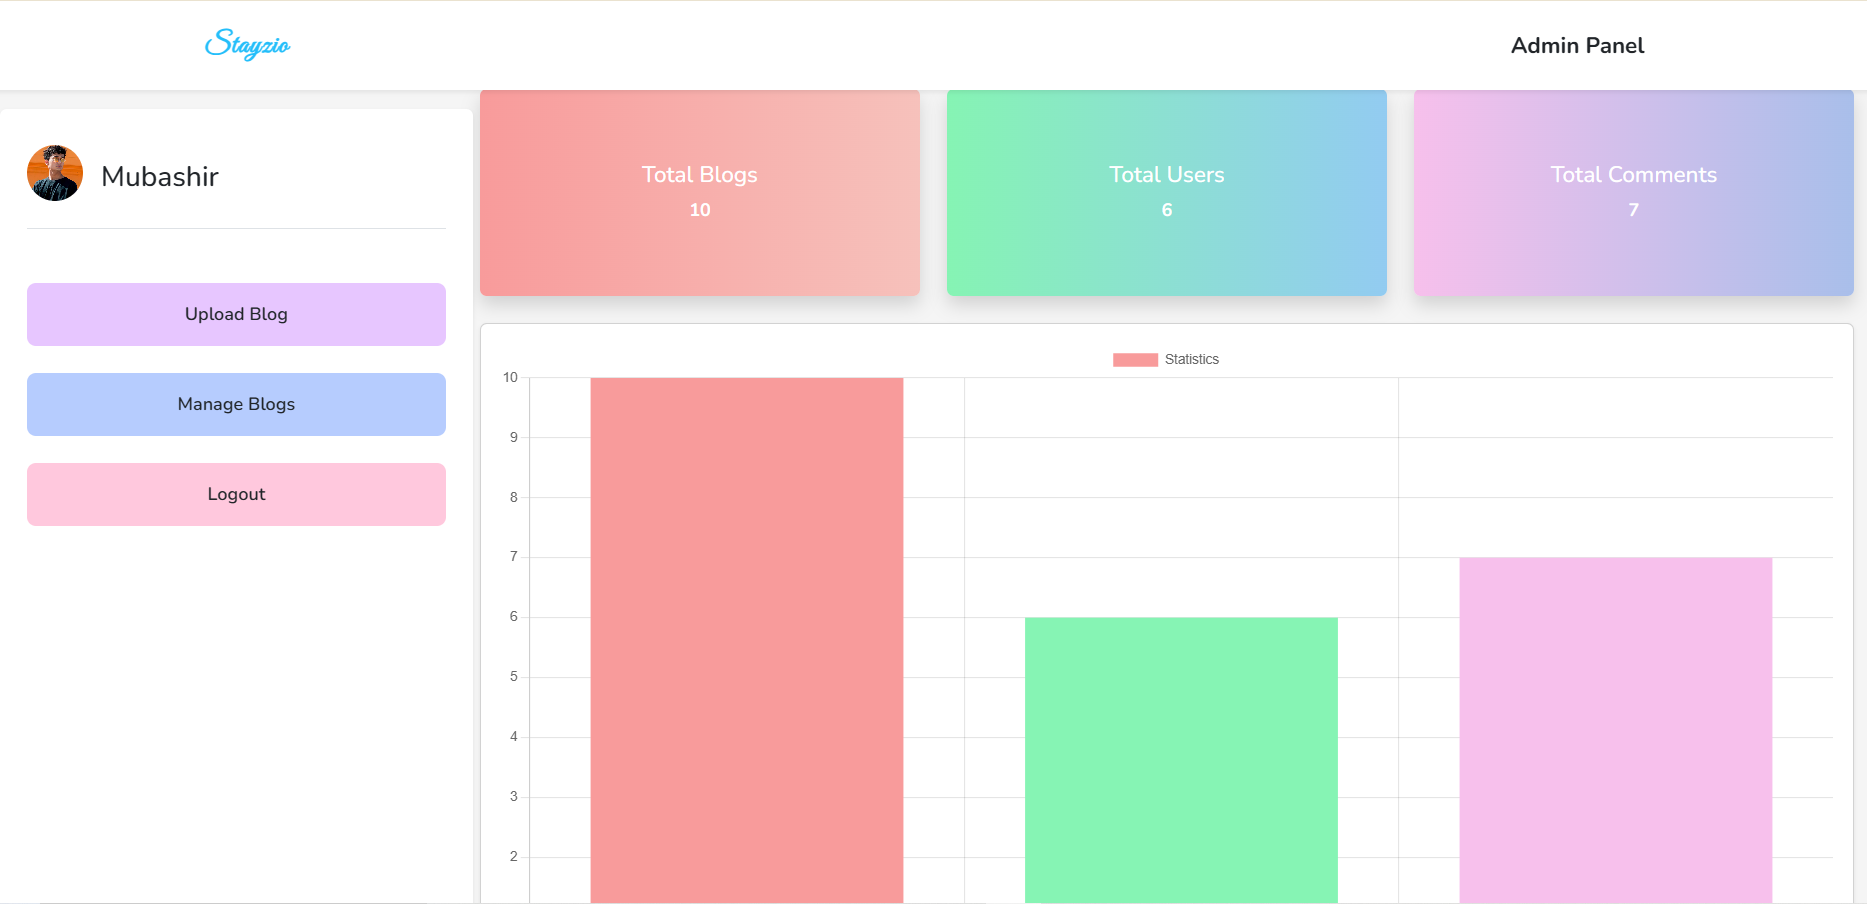 Stayzio
Admin Panel
Mubashir
Upload Blog
Manage Blogs
Logout
Total Blogs
10
Total Users
6
Total Comments
7
Statistics
10
9
8
7
6
5
4
3
2